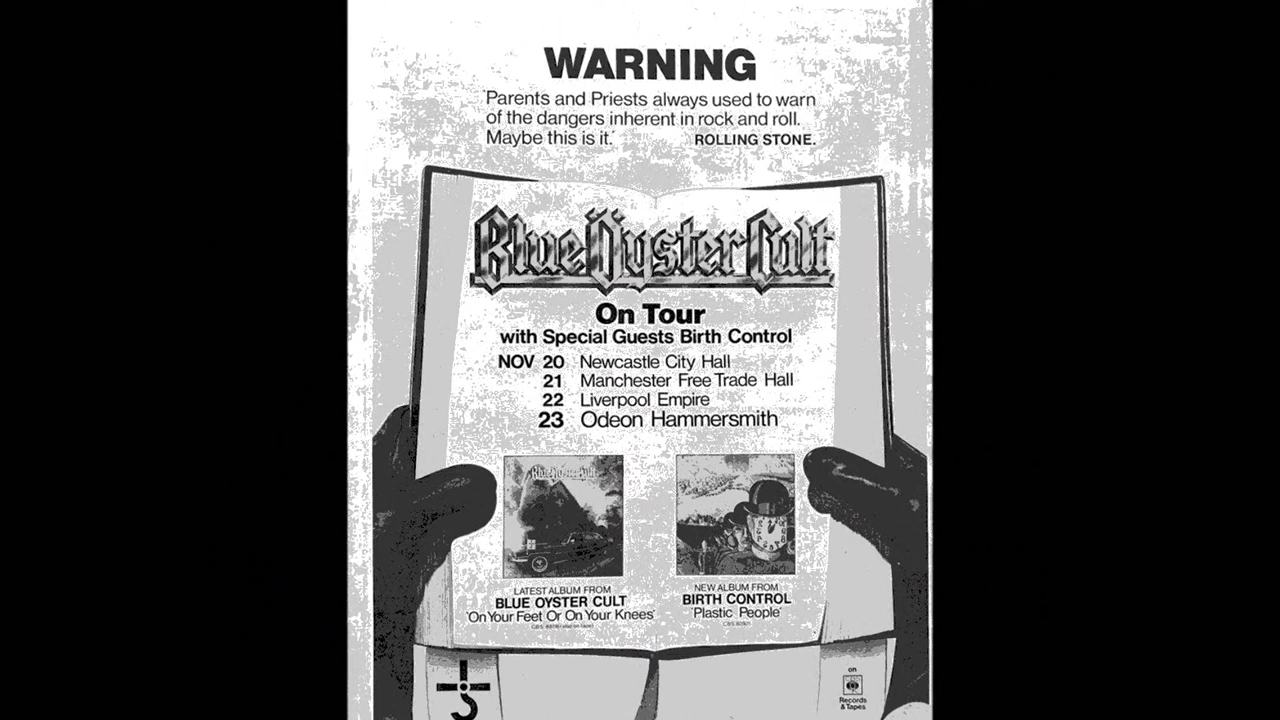 WARNING
"Parents and Priests always used to warn
of the dangers inherent in rock and roll.
Maybe this is it." ROLLING STONE.
Blue Öyster Cult
On Tour
with Special Guests Birth Control
NOV 20 Newcastle City Hall
21 Manchester Free Trade Hall
22 Liverpool Empire
23 Odeon Hammersmith
Blue Öyster Cult
LATEST ALBUM FROM
BLUE OYSTER CULT
'On Your Feet Or On Your Knees'
NEW ALBUM FROM
BIRTH CONTROL
'Plastic People'
on
Records
& Tapes